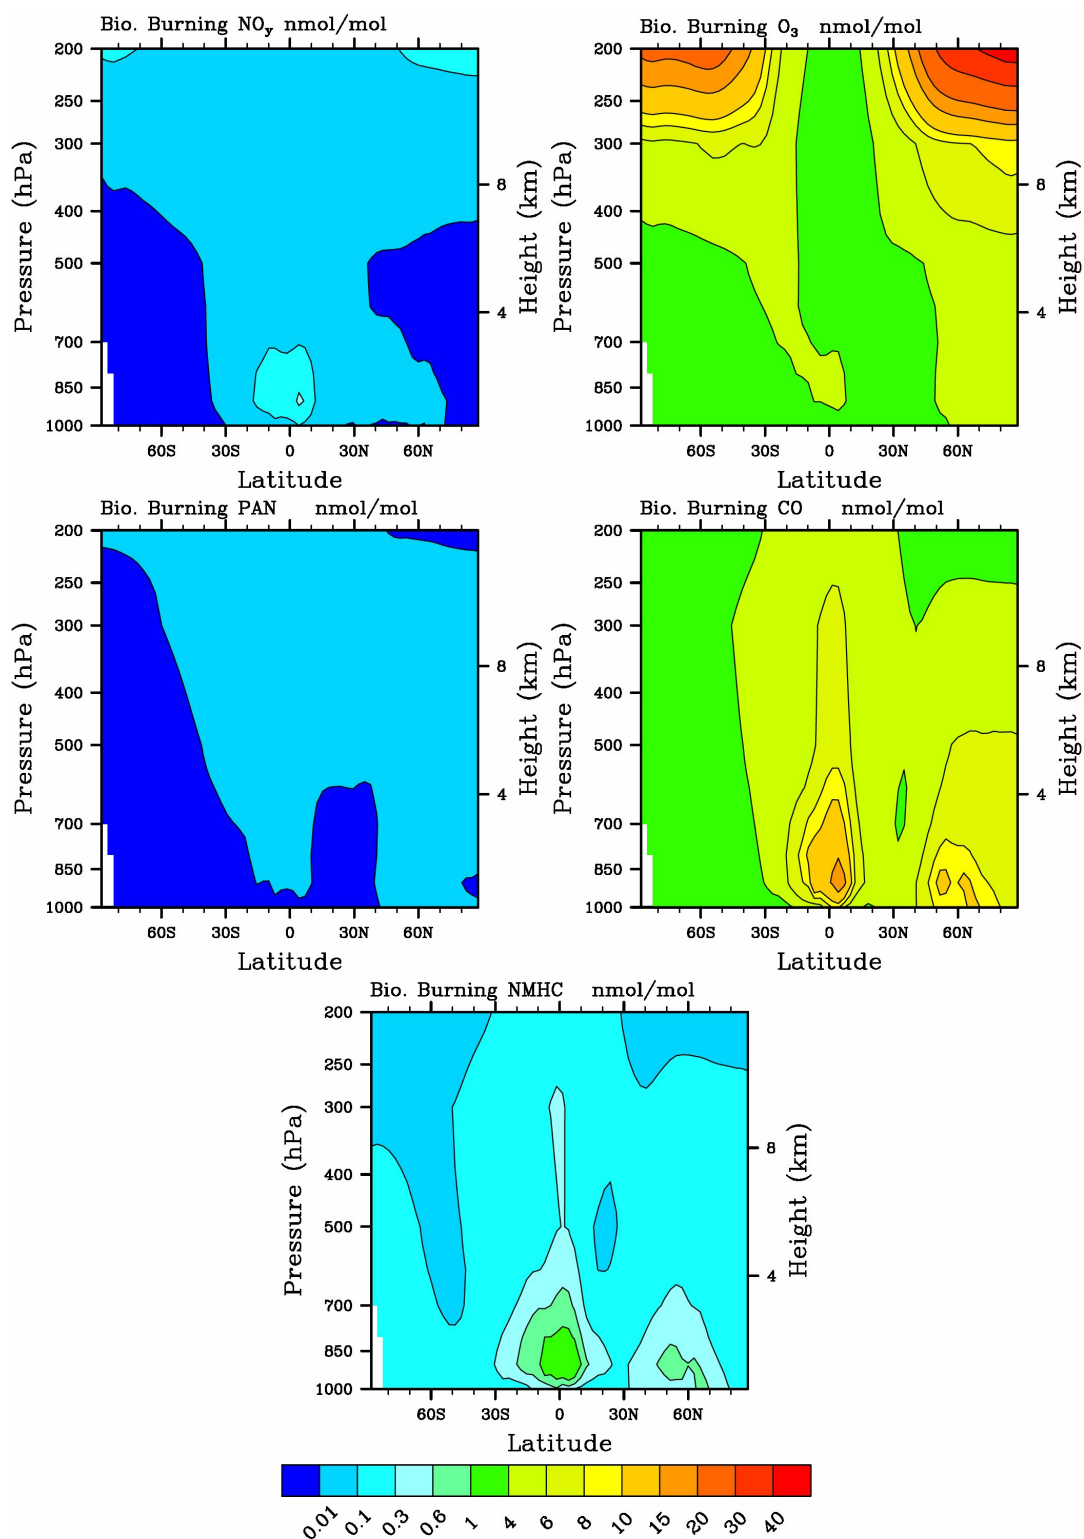 Bio. Burning NOy nmol/mol
Bio. Burning O3 nmol/mol
200
250
300
400
500
700
850
1000
Pressure (hPa)
8
4
Height (km)
60S 30S 0 30N 60N
Latitude
200
250
300
400
500
700
850
1000
Pressure (hPa)
8
4
Height (km)
60S 30S 0 30N 60N
Latitude
Bio. Burning PAN nmol/mol
Bio. Burning CO nmol/mol
200
250
300
400
500
700
850
1000
Pressure (hPa)
8
4
Height (km)
60S 30S 0 30N 60N
Latitude
200
250
300
400
500
700
850
1000
Pressure (hPa)
8
4
Height (km)
60S 30S 0 30N 60N
Latitude
Bio. Burning NMHC nmol/mol
200
250
300
400
500
700
850
1000
Pressure (hPa)
8
4
Height (km)
60S 30S 0 30N 60N
Latitude
0.01 0.1 0.3 0.6 1 4 6 8 10 15 20 30 40